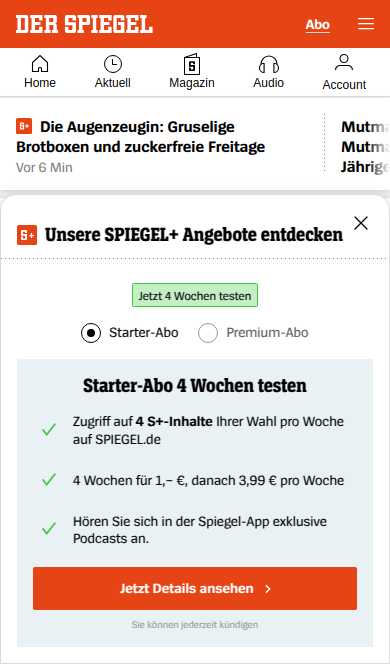 DER SPIEGEL
Abo
Home
Aktuell
Magazin
Audio
Account
S+ Die Augenzeugin: Gruselige
Brotboxen und zuckerfreie Freitage
Vor 6 Min
Jährige
S+ Unsere SPIEGEL+ Angebote entdecken
Jetzt 4 Wochen testen
Starter-Abo
Premium-Abo
Starter-Abo 4 Wochen testen
Zugriff auf 4 S+-Inhalte Ihrer Wahl pro Woche
auf SPIEGEL.de
4 Wochen für 1,– €, danach 3,99 € pro Woche
Hören Sie sich in der Spiegel-App exklusive
Podcasts an.
Jetzt Details ansehen
Sie können jederzeit kündigen